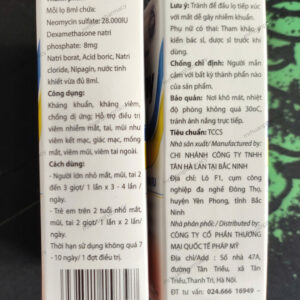 Mỗi lọ 8ml chứa:
Neomycin sulfate: 28.000IU
Dexamethasone natri
phosphate: 8mg
Natri borat, Acid boric, Natri
cloride, Nipagin, nước tinh
khiết vừa đủ 8ml.
Công dụng:
Kháng khuẩn, kháng viêm,
chống dị ứng; Hỗ trợ điều trị
viêm nhiễm mắt, tai, mũi như
viêm kết mạc, giác mạc, mống
mắt, viêm mũi, viêm tai ngoài.
Cách dùng:
- Người lớn nhỏ mắt, mũi, tai 2
đến 3 giọt/ 1 lần x 3 - 4 lần /
ngày.
- Trẻ em trên 2 tuổi nhỏ mắt,
mũi, tai 1 giọt/ 1 lần x 2 lần/
ngày.
Thời hạn sử dụng không quá 7
- 10 ngày/ 1 đợt điều trị.
Lưu ý: Tránh để đầu lọ tiếp xúc
với mắt dễ gây nhiễm khuẩn.
Phụ nữ có thai: Tham khảo ý
kiến bác sĩ, dược sĩ trước khi
dùng.
Chống chỉ định: Người mẫn
cảm với bất kỳ thành phần nào
của sản phẩm.
Bảo quản: Nơi khô mát, nhiệt
độ phòng không quá 30oC,
tránh ánh nắng trực tiếp.
Tiêu chuẩn: TCCS
Nhà sản xuất/ Manufactured by:
CHI NHÁNH CÔNG TY TNHH
TÂN HÀ LAN TẠI BẮC NINH
Địa chỉ: Lô F1, cụm công
nghiệp đa nghề Đông Thọ,
huyện Yên Phong, tỉnh Bắc
Ninh
Nhà phân phối / Distributed by:
CÔNG TY CỔ PHẦN THƯƠNG
MẠI QUỐC TẾ PHÁP MỸ
Địa chỉ/Add : Số nhà 47A,
đường Tân Triều, xã Tân
Triều,Thanh Trì, Hà Nội.
ĐT tư vấn: 024.666 16949